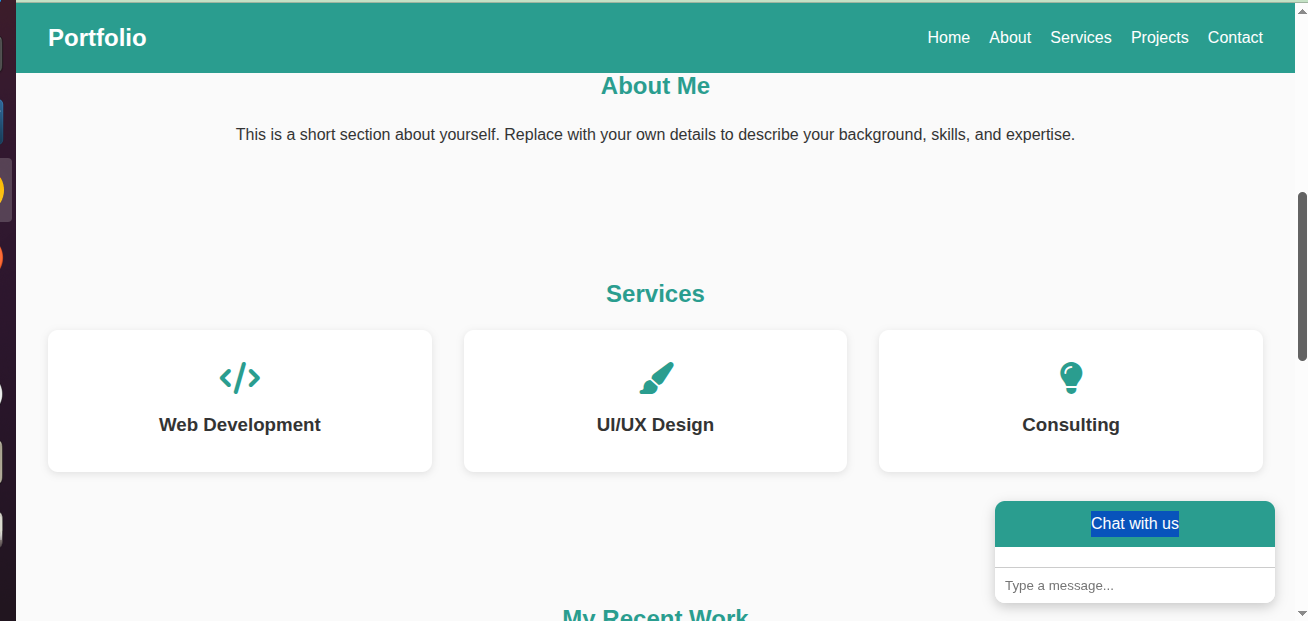 Portfolio
Home About Services Projects Contact
About Me
This is a short section about yourself. Replace with your own details to describe your background, skills, and expertise.
Services
Web Development
UI/UX Design
Consulting
Chat with us
Type a message...
My Recent Work